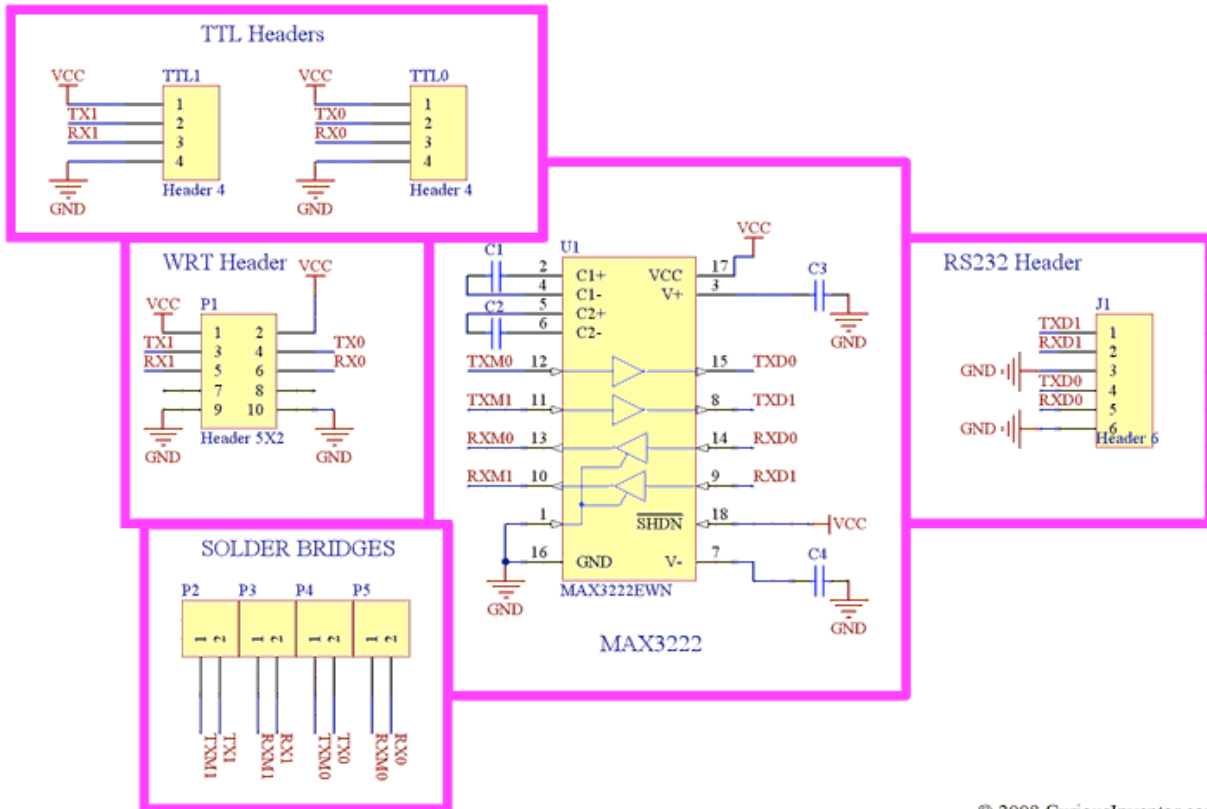 TTL Headers
VCC
TTL1
1
TX1
2
RX1
3
4
GND
Header 4
VCC
TTL0
1
TX0
2
RX0
3
4
GND
Header 4
WRT Header
VCC
VCC
P1
1 2
TX1 3 4 TX0
RX1 5 6 RX0
7 8
9 10
GND
Header 5X2
GND
SOLDER BRIDGES
P2 P3 P4 P5
1 2 1 2 1 2 1 2
TXM1
TX1
RXM1
RX1
TXM0
TX0
RXM0
RX0
U1
VCC
C1
2 C1+ VCC 17
4 C1- V+ 3
C3
GND
C2
5 C2+
6 C2-
TXM0 12 15 TXD0
TXM1 11 8 TXD1
RXM0 13 14 RXD0
RXM1 10 9 RXD1
1 SHDN 18 VCC
16 GND V- 7
C4
GND
GND
MAX3222EWN
MAX3222
RS232 Header
J1
TXD1 1
RXD1 2
GND 3
TXD0 4
RXD0 5
GND 6
Header 6